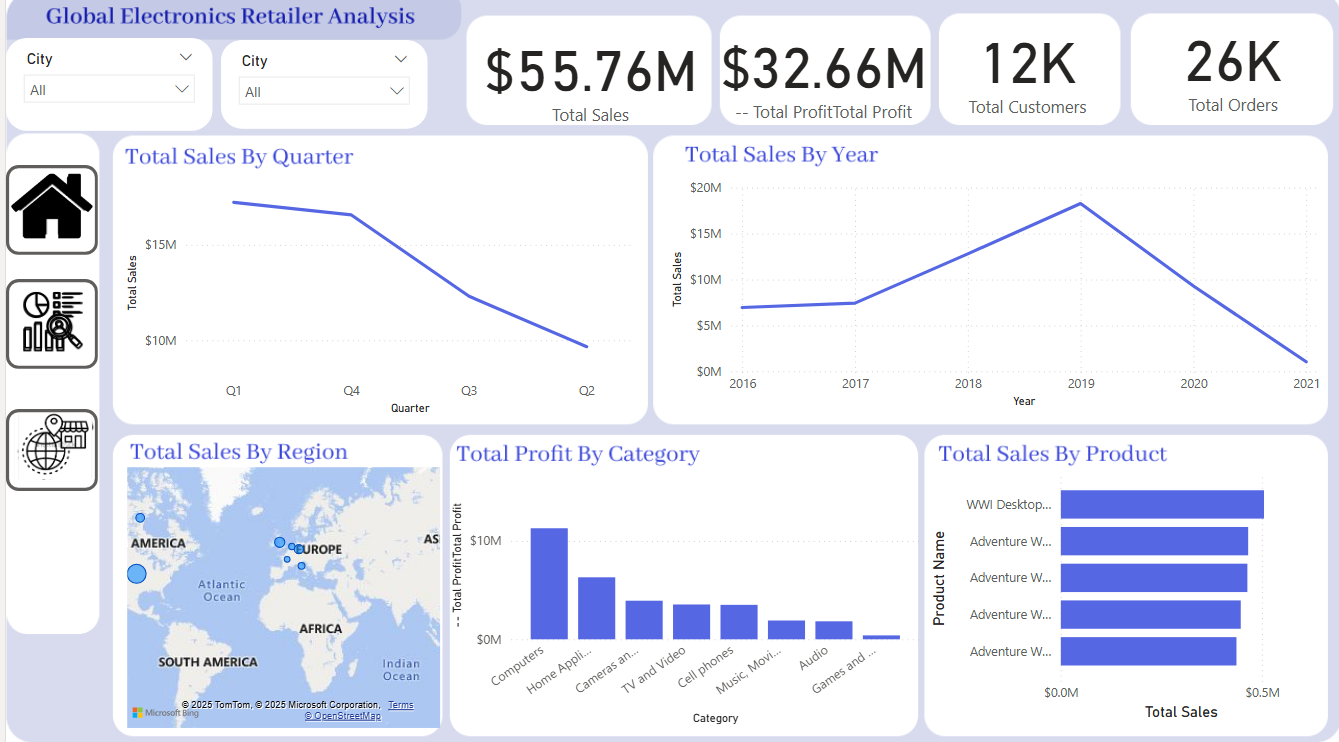 Global Electronics Retailer Analysis
City
All
City
All
$55.76M
Total Sales
$32.66M
-- Total ProfitTotal Profit
12K
Total Customers
26K
Total Orders
Total Sales By Quarter
Total Sales
$15M
$10M
Q1 Q4 Q3 Q2
Quarter
Total Sales By Year
Total Sales
$20M
$15M
$10M
$5M
$0M
2016 2017 2018 2019 2020 2021
Year
Total Sales By Region
AMERICA
EUROPE
AS
Atlantic
Ocean
AFRICA
SOUTH AMERICA
Indian
Ocean
Microsoft Bing
© 2025 TomTom, © 2025 Microsoft Corporation, Terms
© OpenStreetMap
Total Profit By Category
-- Total ProfitTotal Profit
$10M
$0M
Computers
Home Appli...
Cameras an...
TV and Video
Cell phones
Music, Movi...
Audio
Games and ...
Category
Total Sales By Product
Product Name
WWI Desktop...
Adventure W...
Adventure W...
Adventure W...
Adventure W...
$0.0M $0.5M
Total Sales